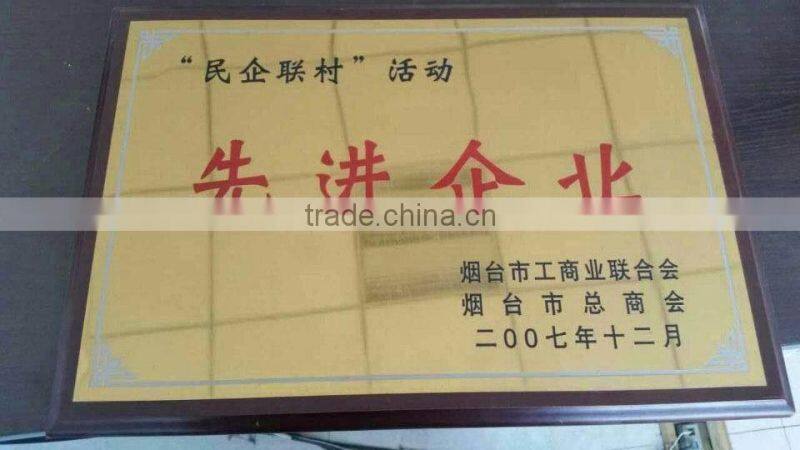 “民企联村”活动
先进企业
trade.china.cn
烟台市工商业联合会
烟台市总商会
二00七年十二月